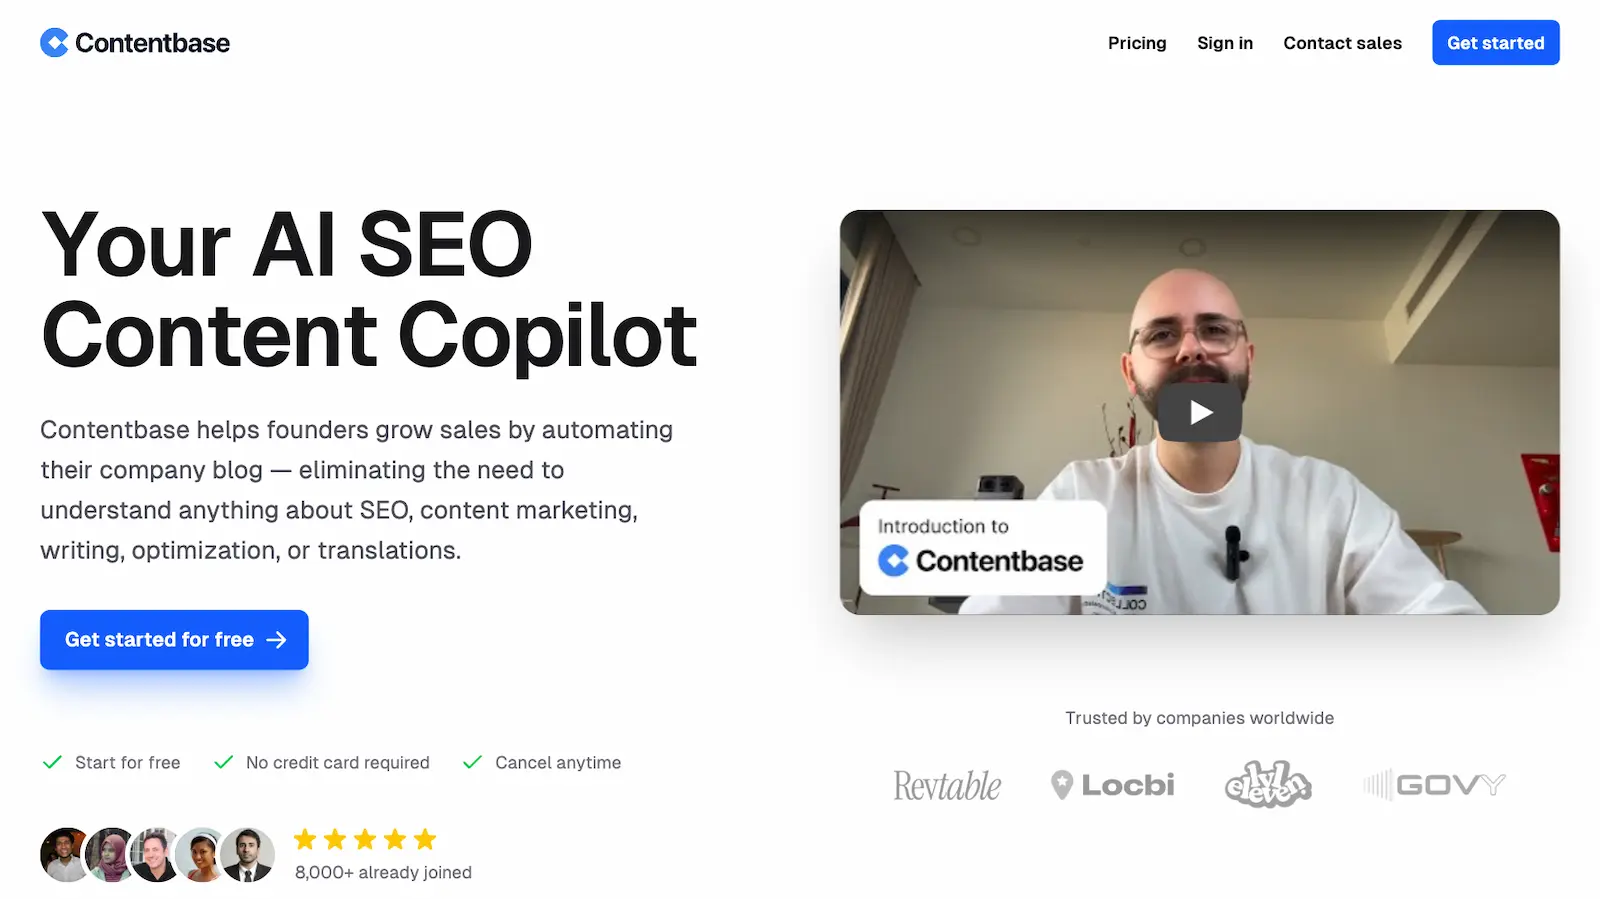 Contentbase
Pricing
Sign in
Contact sales
Get started
Your AI SEO
Content Copilot
Contentbase helps founders grow sales by automating
their company blog — eliminating the need to
understand anything about SEO, content marketing,
writing, optimization, or translations.
Get started for free →
Start for free
No credit card required
Cancel anytime
8,000+ already joined
Introduction to
Contentbase
Trusted by companies worldwide
Revtable
Locbi
eleven
GOVY